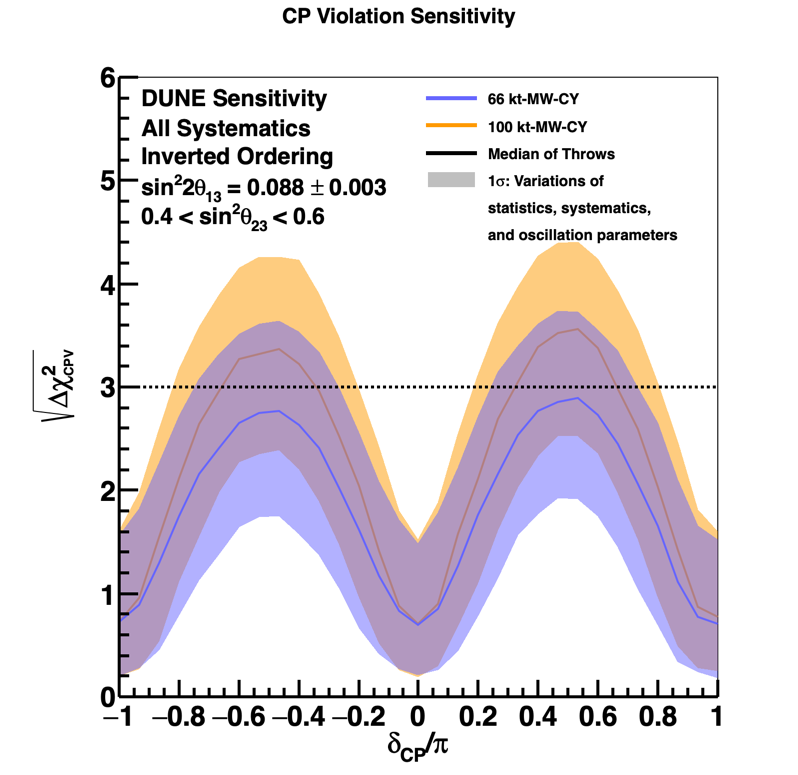 CP Violation Sensitivity
DUNE Sensitivity
All Systematics
Inverted Ordering
sin²2θ₁₃ = 0.088 ± 0.003
0.4 < sin²θ₂₃ < 0.6
66 kt-MW-CY
100 kt-MW-CY
Median of Throws
1σ: Variations of
statistics, systematics,
and oscillation parameters
√Δχ²CPV
6
5
4
3
2
1
0
−1 −0.8 −0.6 −0.4 −0.2 0 0.2 0.4 0.6 0.8 1
δCP/π